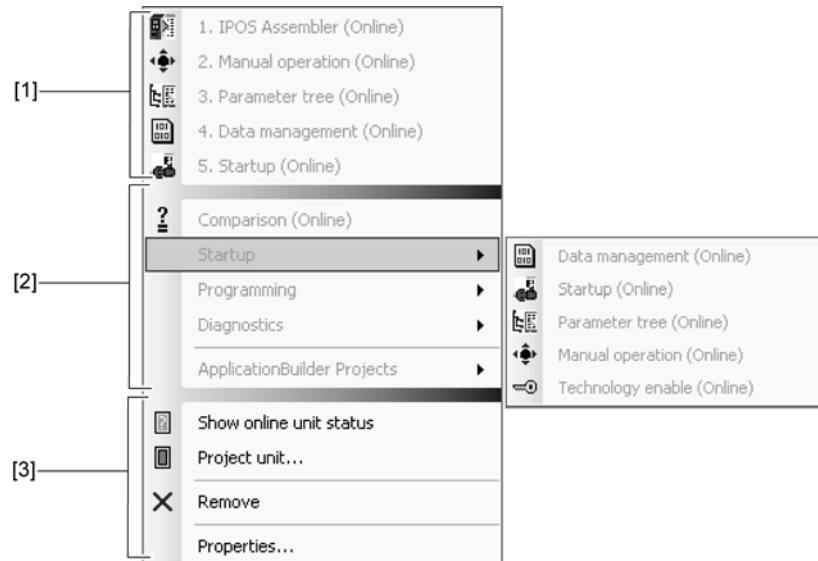 [1]
1. IPOS Assembler (Online)
2. Manual operation (Online)
3. Parameter tree (Online)
4. Data management (Online)
5. Startup (Online)
[2]
Comparison (Online)
Startup
Programming
Diagnostics
ApplicationBuilder Projects
Data management (Online)
Startup (Online)
Parameter tree (Online)
Manual operation (Online)
Technology enable (Online)
[3]
Show online unit status
Project unit...
Remove
Properties...